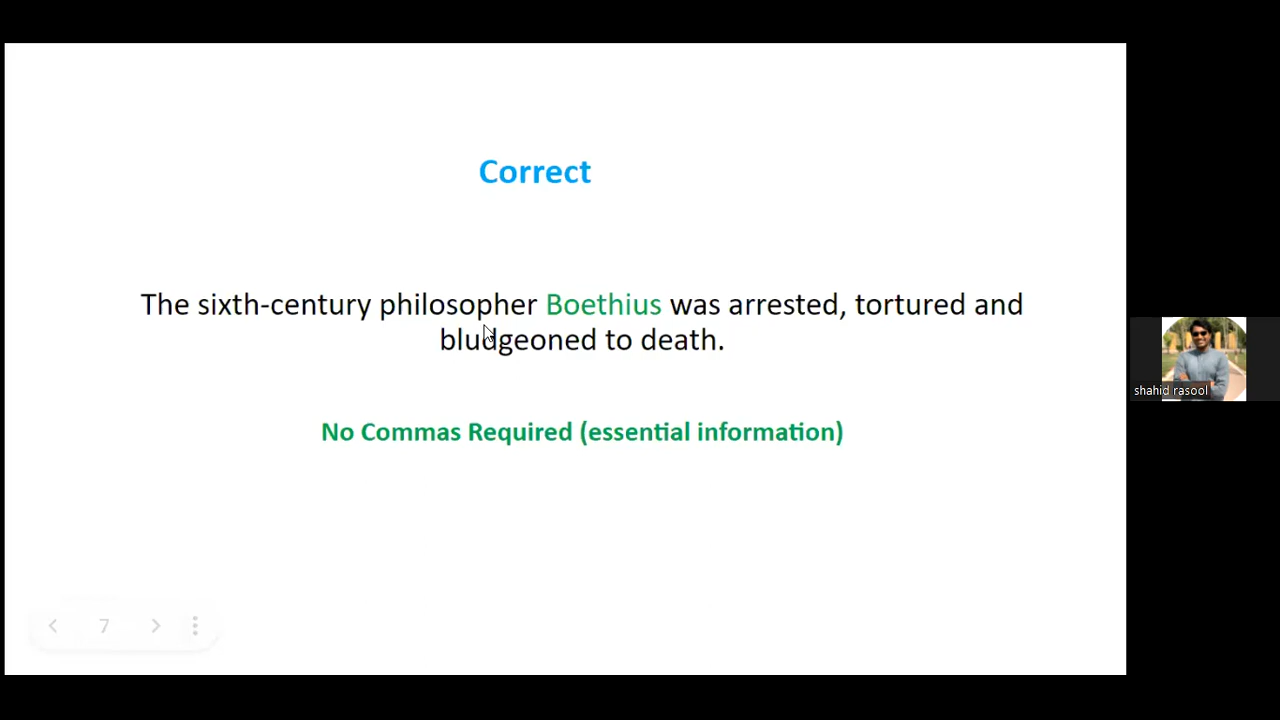 Correct
The sixth-century philosopher Boethius was arrested, tortured and
bludgeoned to death.
No Commas Required (essential information)
shahid rasool
7